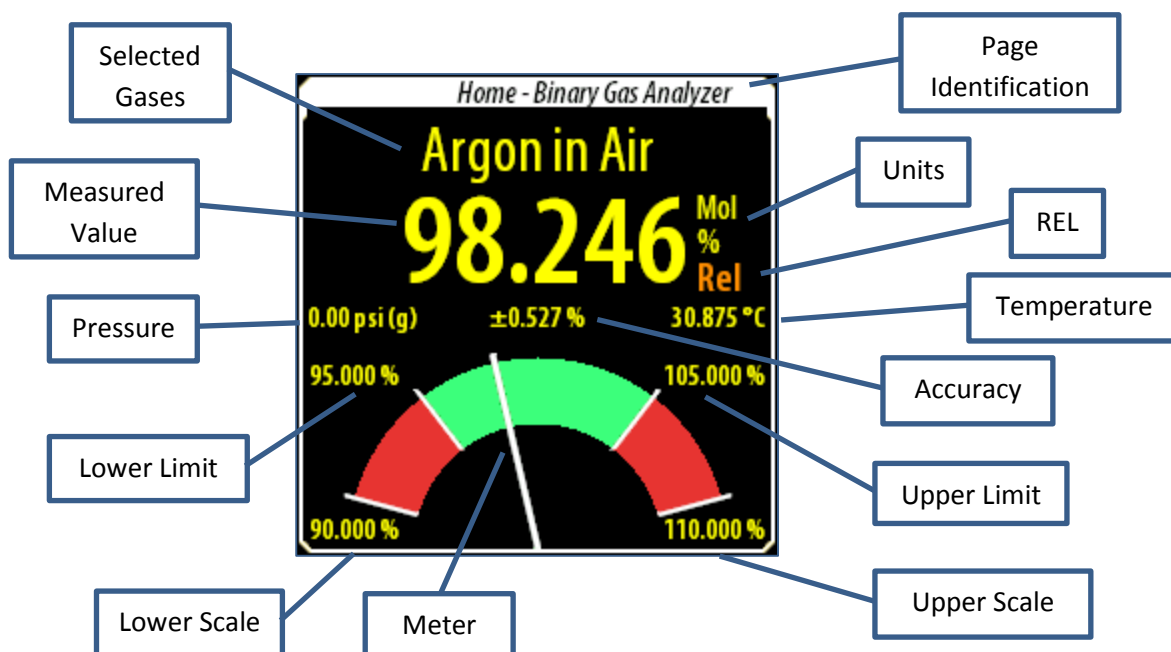 Selected
Gases
Page
Identification
Home - Binary Gas Analyzer
Argon in Air
Measured
Value
98.246
Mol
%
Rel
Units
REL
Pressure
0.00 psi (g)
±0.527 %
30.875 °C
Temperature
95.000 %
105.000 %
Accuracy
Lower Limit
Upper Limit
90.000 %
110.000 %
Lower Scale
Meter
Upper Scale